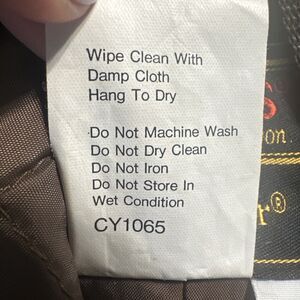 Wipe Clean With
Damp Cloth
Hang To Dry
Do Not Machine Wash
Do Not Dry Clean
Do Not Iron
Do Not Store In
Wet Condition
CY1065